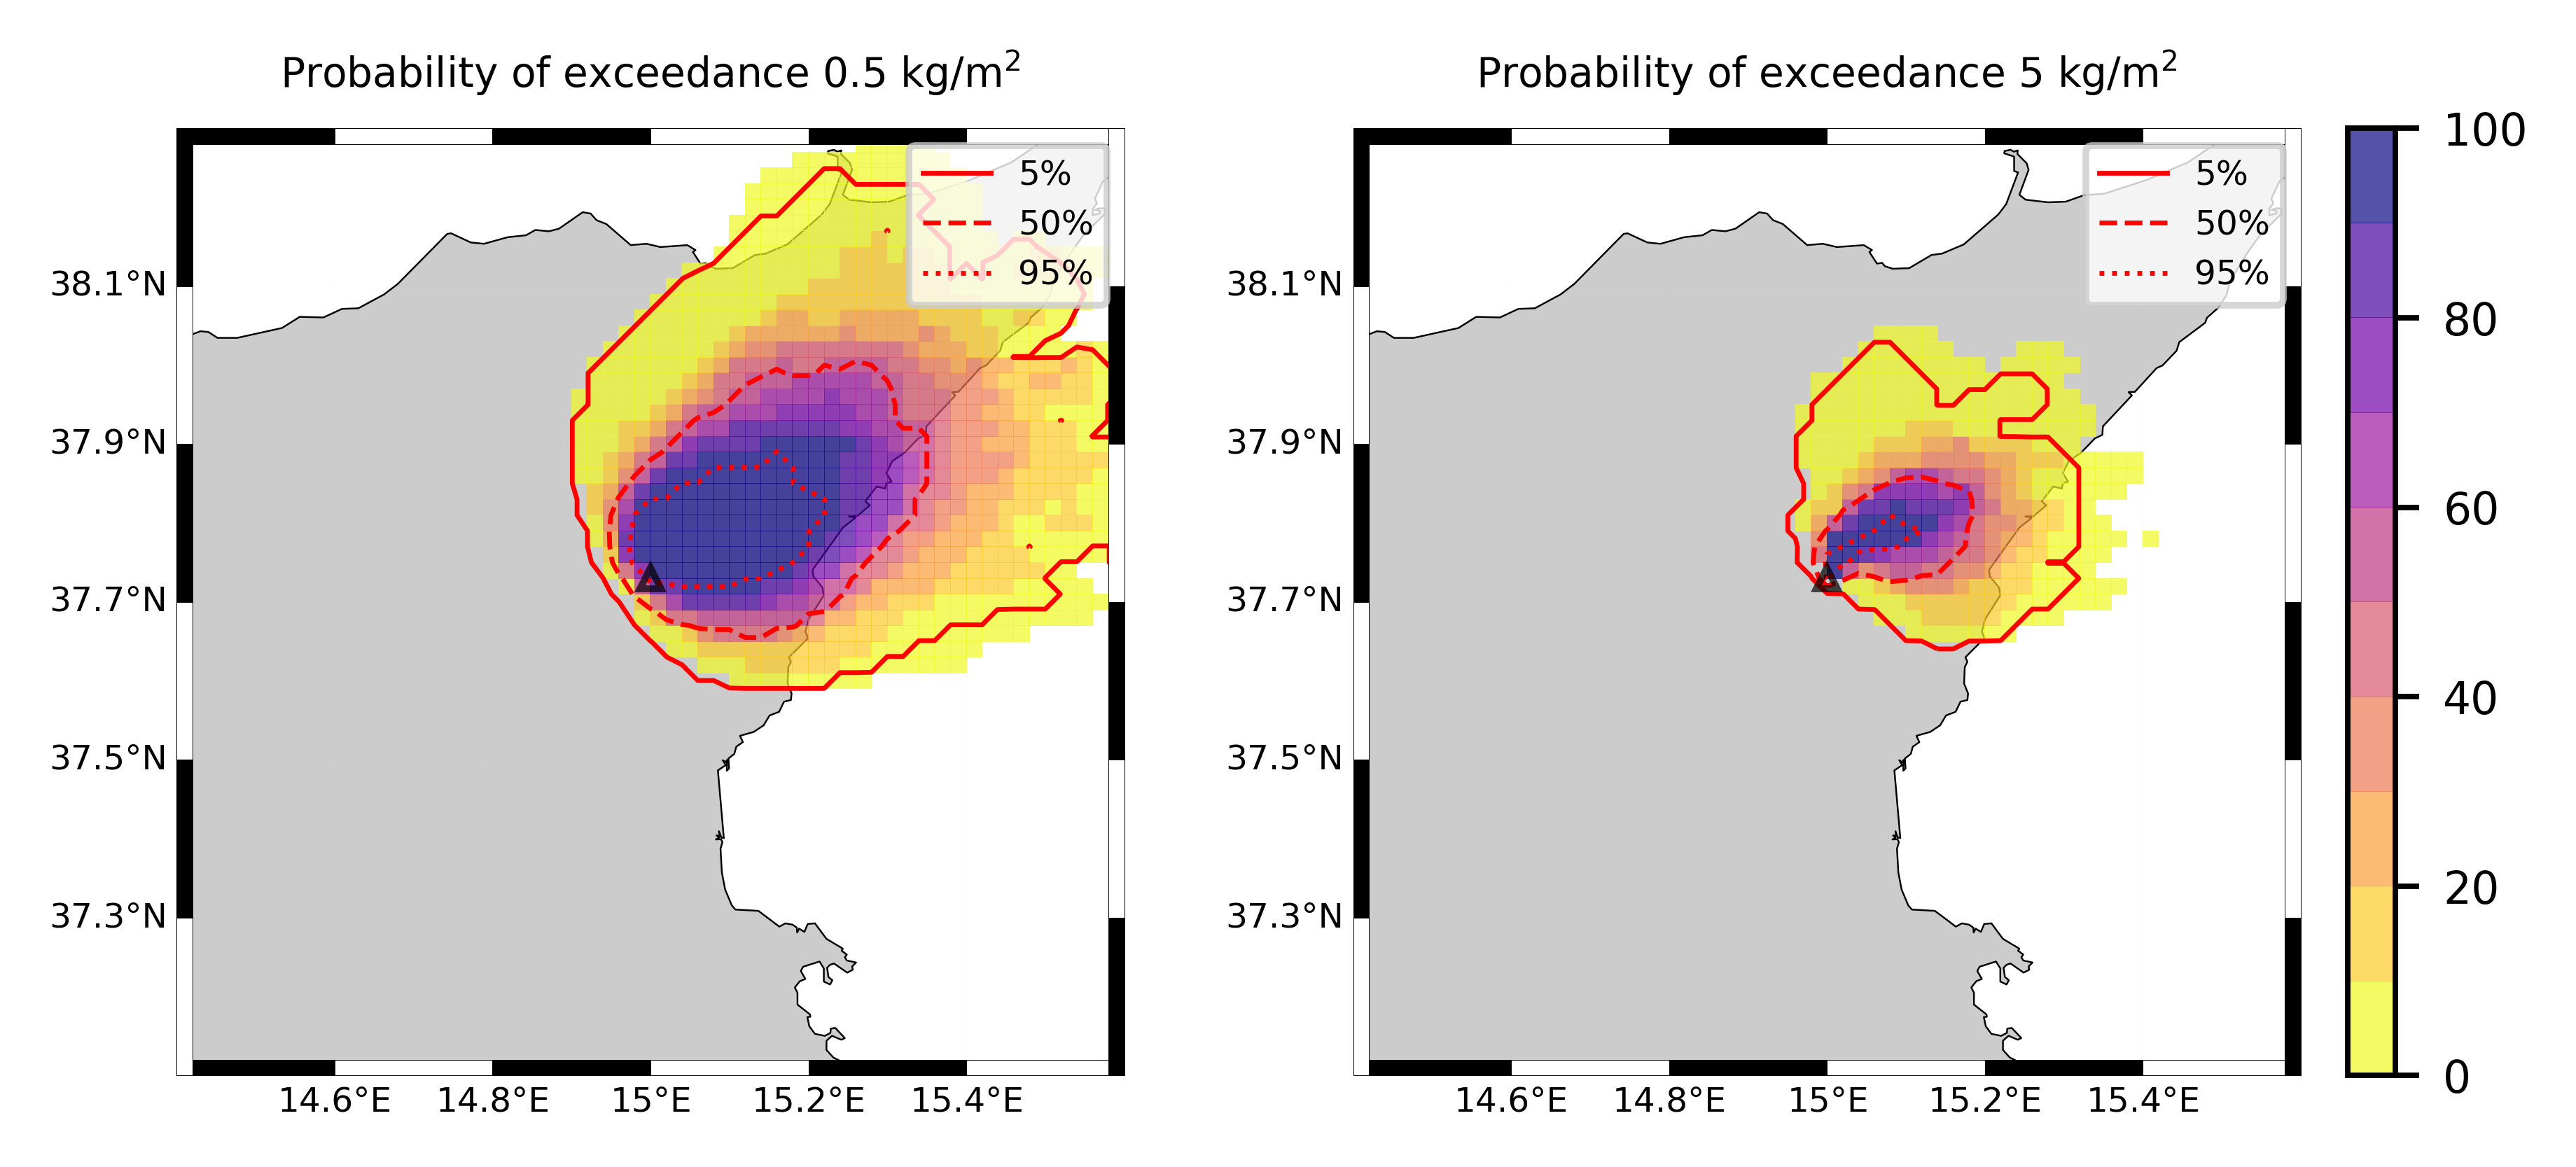 Probability of exceedance 0.5 kg/m²
5%
50%
95%
38.1°N
37.9°N
37.7°N
37.5°N
37.3°N
14.6°E 14.8°E 15°E 15.2°E 15.4°E
Probability of exceedance 5 kg/m²
5%
50%
95%
38.1°N
37.9°N
37.7°N
37.5°N
37.3°N
14.6°E 14.8°E 15°E 15.2°E 15.4°E
100
80
60
40
20
0